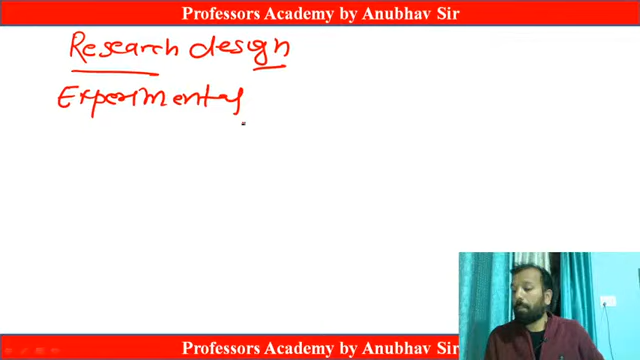 Professors Academy by Anubhav Sir
Research design
Experimental
Professors Academy by Anubhav Sir